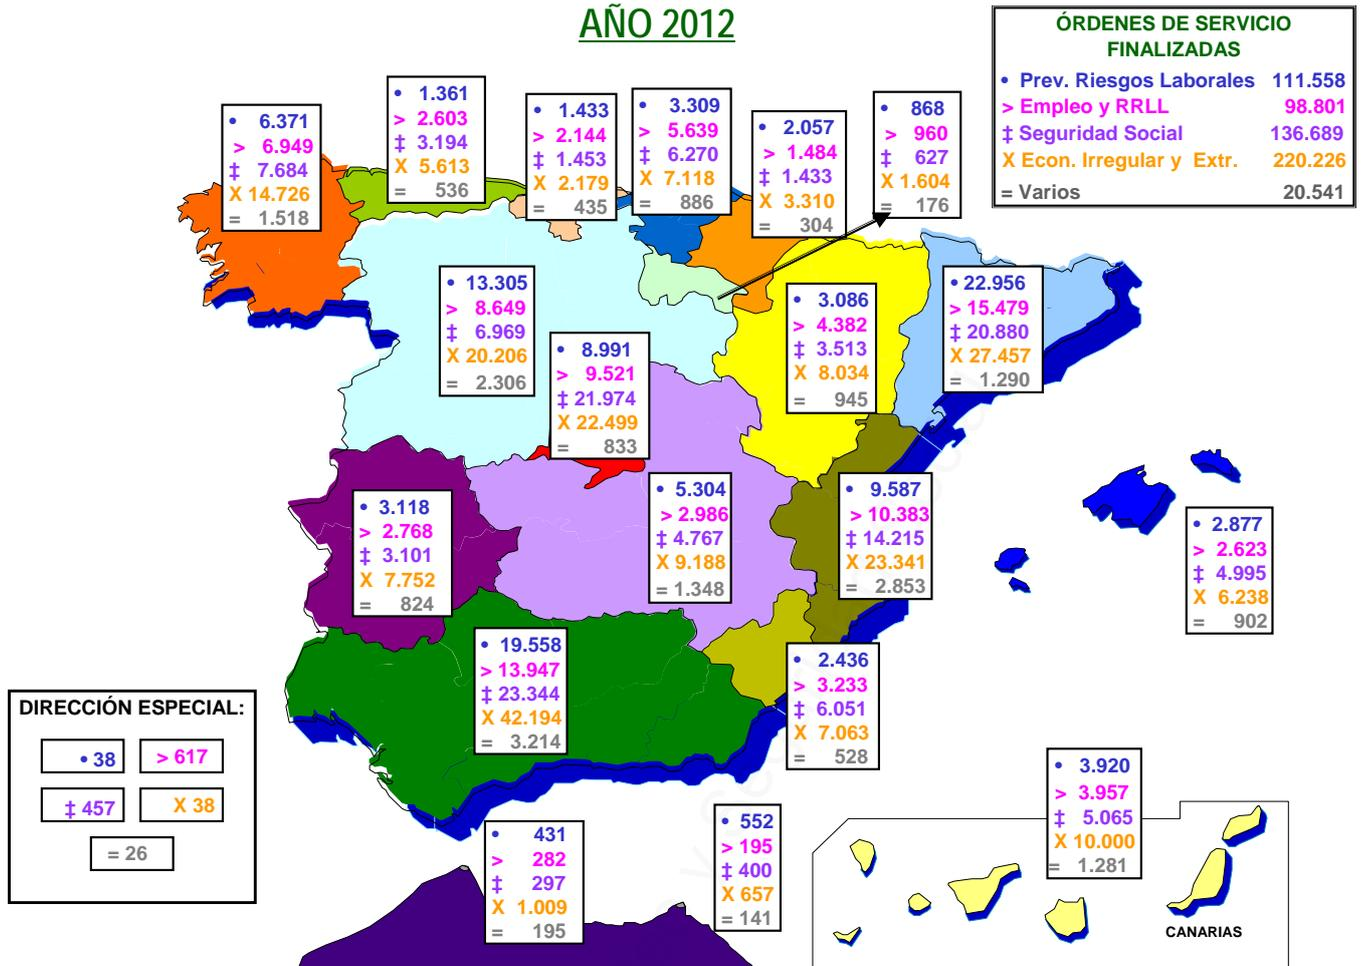 AÑO 2012
ÓRDENES DE SERVICIO
FINALIZADAS
• Prev. Riesgos Laborales 111.558
> Empleo y RRLL 98.801
‡ Seguridad Social 136.689
X Econ. Irregular y Extr. 220.226
= Varios 20.541
• 6.371
> 6.949
‡ 7.684
X 14.726
= 1.518
• 1.361
> 2.603
‡ 3.194
X 5.613
= 536
• 1.433
> 2.144
‡ 1.453
X 2.179
= 435
• 3.309
> 5.639
‡ 6.270
X 7.118
= 886
• 2.057
> 1.484
‡ 1.433
X 3.310
= 304
• 868
> 960
‡ 627
X 1.604
= 176
• 13.305
> 8.649
‡ 6.969
X 20.206
= 2.306
• 8.991
> 9.521
‡ 21.974
X 22.499
= 833
• 3.086
> 4.382
‡ 3.513
X 8.034
= 945
• 22.956
> 15.479
‡ 20.880
X 27.457
= 1.290
• 3.118
> 2.768
‡ 3.101
X 7.752
= 824
• 5.304
> 2.986
‡ 4.767
X 9.188
= 1.348
• 9.587
> 10.383
‡ 14.215
X 23.341
= 2.853
• 2.877
> 2.623
‡ 4.995
X 6.238
= 902
• 19.558
> 13.947
‡ 23.344
X 42.194
= 3.214
• 2.436
> 3.233
‡ 6.051
X 7.063
= 528
DIRECCIÓN ESPECIAL:
• 38
> 617
‡ 457
X 38
= 26
• 431
> 282
‡ 297
X 1.009
= 195
• 552
> 195
‡ 400
X 657
= 141
• 3.920
> 3.957
‡ 5.065
X 10.000
= 1.281
CANARIAS